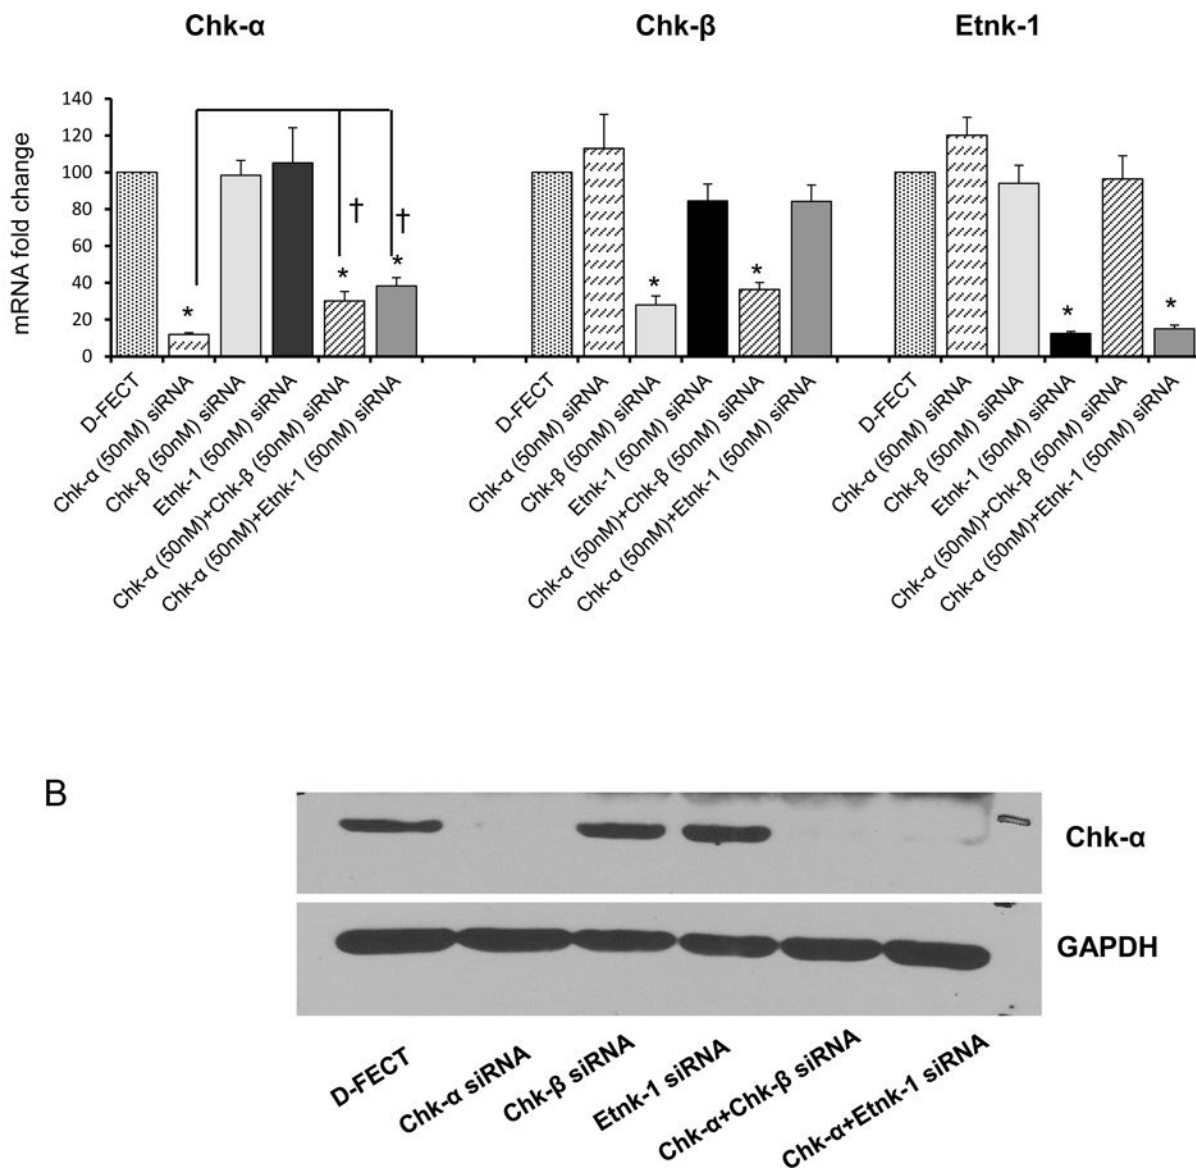 Chk-α Chk-β Etnk-1
mRNA fold change
140
120
100
80
60
40
20
0
*
†
*
†
*
*
*
*
*
D-FECT
Chk-α (50nM) siRNA
Chk-β (50nM) siRNA
Etnk-1 (50nM) siRNA
Chk-α (50nM)+Chk-β (50nM) siRNA
Chk-α (50nM)+Etnk-1 (50nM) siRNA
D-FECT
Chk-α (50nM) siRNA
Chk-β (50nM) siRNA
Etnk-1 (50nM) siRNA
Chk-α (50nM)+Chk-β (50nM) siRNA
Chk-α (50nM)+Etnk-1 (50nM) siRNA
D-FECT
Chk-α (50nM) siRNA
Chk-β (50nM) siRNA
Etnk-1 (50nM) siRNA
Chk-α (50nM)+Chk-β (50nM) siRNA
Chk-α (50nM)+Etnk-1 (50nM) siRNA
B
Chk-α
GAPDH
D-FECT
Chk-α siRNA
Chk-β siRNA
Etnk-1 siRNA
Chk-α+Chk-β siRNA
Chk-α+Etnk-1 siRNA